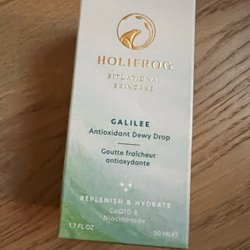 HOLIFROG.
SITUATIONAL
SKINCARE
GALILEE
Antioxidant Dewy Drop
Goutte fraîcheur
antioxydante
REPLENISH & HYDRATE
CoQ10 &
Niacinamide
1.7 FL OZ 50 ML ℮